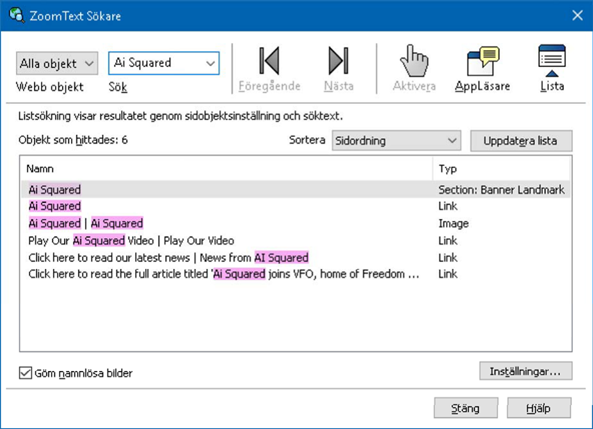 ZoomText Sökare
Alla objekt
Ai Squared
Webb objekt
Sök
Föregående
Nästa
Aktivera
AppLäsare
Lista
Listsökning visar resultatet genom sidobjektsinställning och söktext.
Objekt som hittades: 6
Sortera
Sidordning
Uppdatera lista
Namn Typ
Ai Squared Section: Banner Landmark
Ai Squared Link
Ai Squared | Ai Squared Image
Play Our Ai Squared Video | Play Our Video Link
Click here to read our latest news | News from AI Squared Link
Click here to read the full article titled 'Ai Squared joins VFO, home of Freedom ... Link
Göm namnlösa bilder
Inställningar...
Stäng
Hjälp